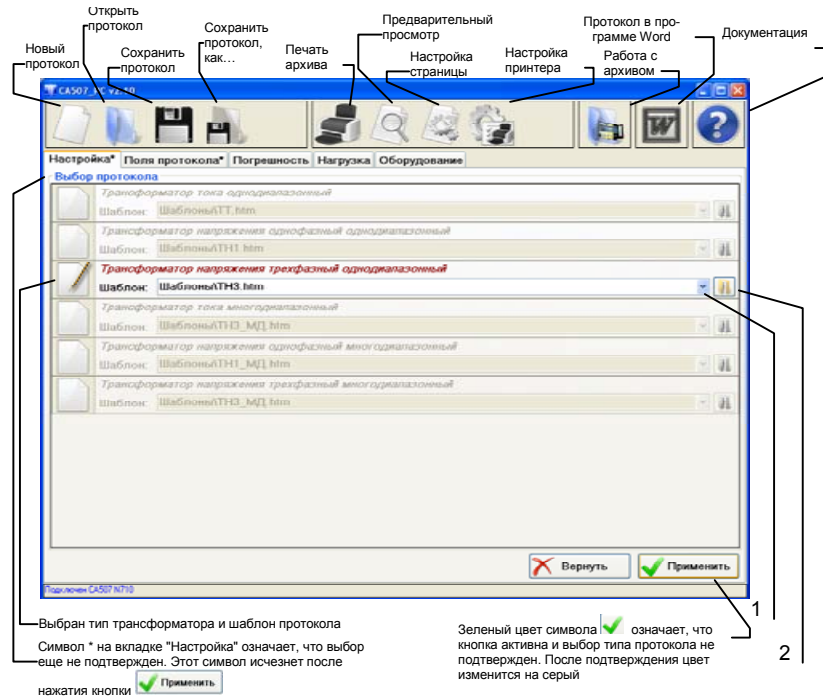 Открыть
протокол
Новый
протокол
Сохранить
протокол
Сохранить
протокол,
как…
Печать
архива
Предварительный
просмотр
Настройка
страницы
Настройка
принтера
Протокол в про-
грамме Word
Работа с
архивом
Документация
CA507_PC v2.10
Настройка* Поля протокола* Погрешность Нагрузка Оборудование
Выбор протокола
Трансформатор тока однодиапазонный
Шаблон: Шаблоны\ТТ.htm
Трансформатор напряжения однофазный однодиапазонный
Шаблон: Шаблоны\ТН1.htm
Трансформатор напряжения трехфазный однодиапазонный
Шаблон: Шаблоны\ТН3.htm
Трансформатор тока многодиапазонный
Шаблон: Шаблоны\ТН3_МД.htm
Трансформатор напряжения однофазный многодиапазонный
Шаблон: Шаблоны\ТН1_МД.htm
Трансформатор напряжения трехфазный многодиапазонный
Шаблон: Шаблоны\ТН3_МД.htm
Вернуть Применить
Подключен CA507 N710
1
2
Выбран тип трансформатора и шаблон протокола
Символ * на вкладке "Настройка" означает, что выбор
еще не подтвержден. Этот символ исчезнет после
нажатия кнопки Применить
Зеленый цвет символа означает, что
кнопка активна и выбор типа протокола не
подтвержден. После подтверждения цвет
изменится на серый